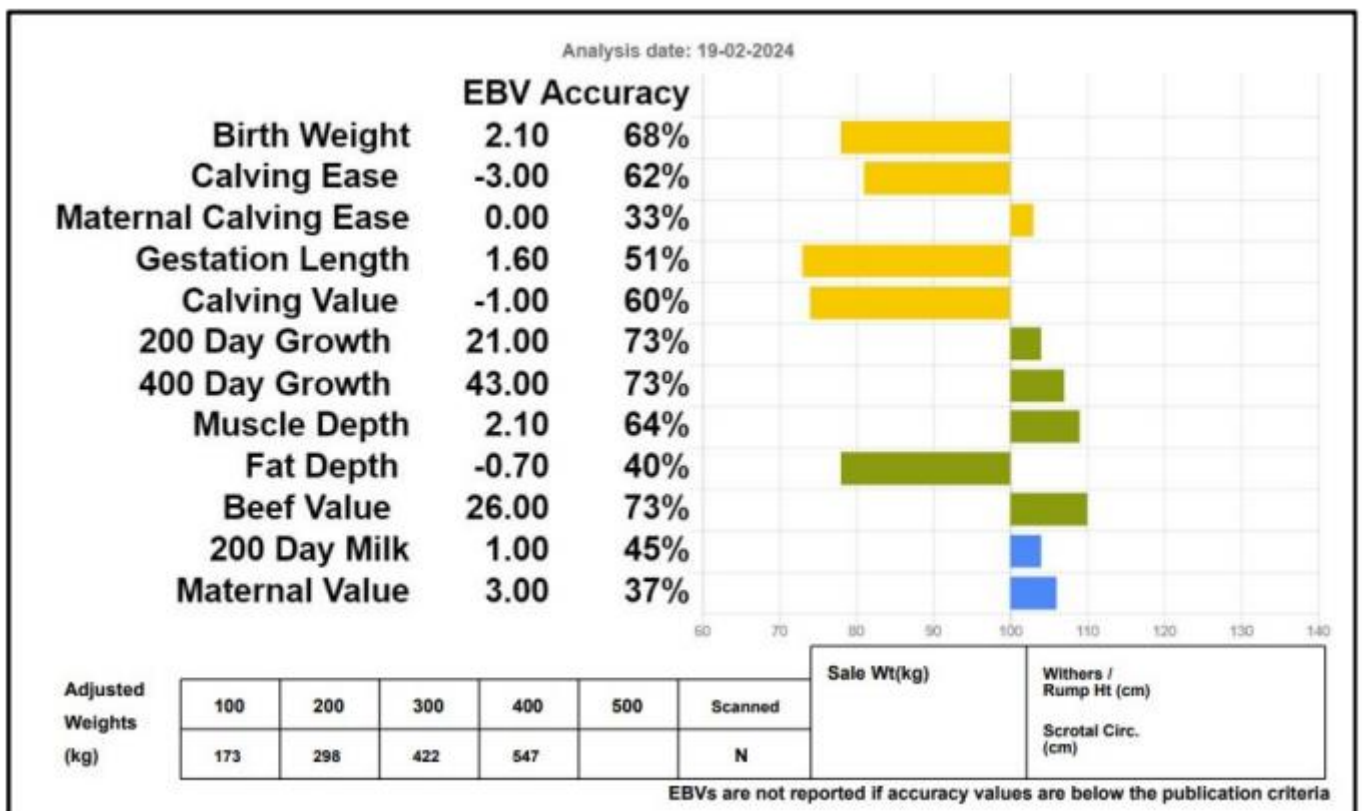 Analysis date: 19-02-2024
EBV Accuracy
Birth Weight 2.10 68%
Calving Ease -3.00 62%
Maternal Calving Ease 0.00 33%
Gestation Length 1.60 51%
Calving Value -1.00 60%
200 Day Growth 21.00 73%
400 Day Growth 43.00 73%
Muscle Depth 2.10 64%
Fat Depth -0.70 40%
Beef Value 26.00 73%
200 Day Milk 1.00 45%
Maternal Value 3.00 37%
60 70 80 90 100 110 120 130 140
Adjusted
Weights
(kg)
100 200 300 400 500 Scanned
173 298 422 547 N
Sale Wt(kg)
Withers /
Rump Ht (cm)
Scrotal Circ.
(cm)
EBVs are not reported if accuracy values are below the publication criteria